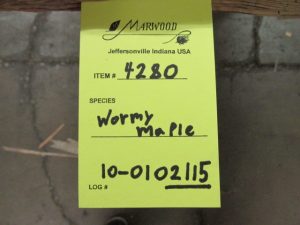 MARWOOD
Jeffersonville Indiana USA
ITEM # 4280
SPECIES
Wormy
Maple
10-0102115
LOG #